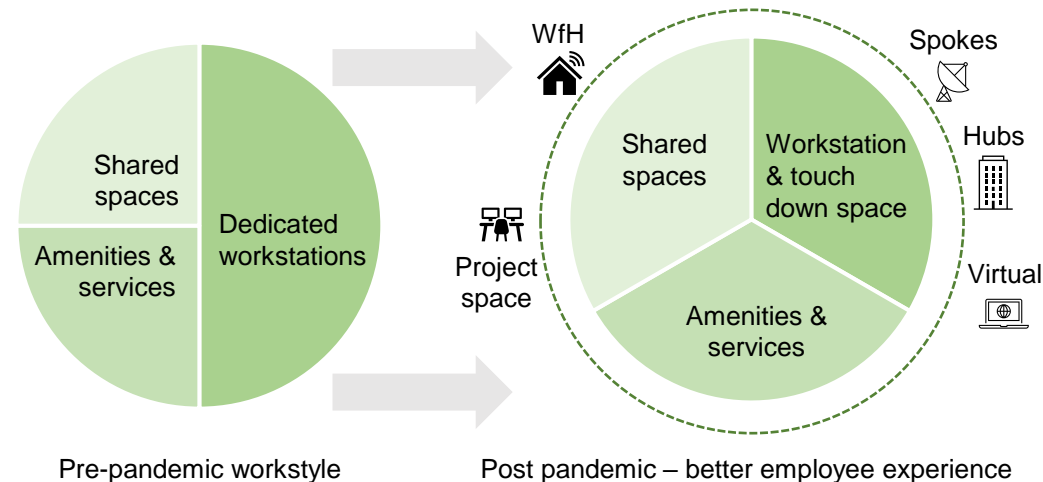 Shared
spaces
Amenities &
services
Dedicated
workstations
WfH
Spokes
Hubs
Virtual
Project
space
Shared
spaces
Workstation
& touch
down space
Amenities &
services
Pre-pandemic workstyle
Post pandemic – better employee experience